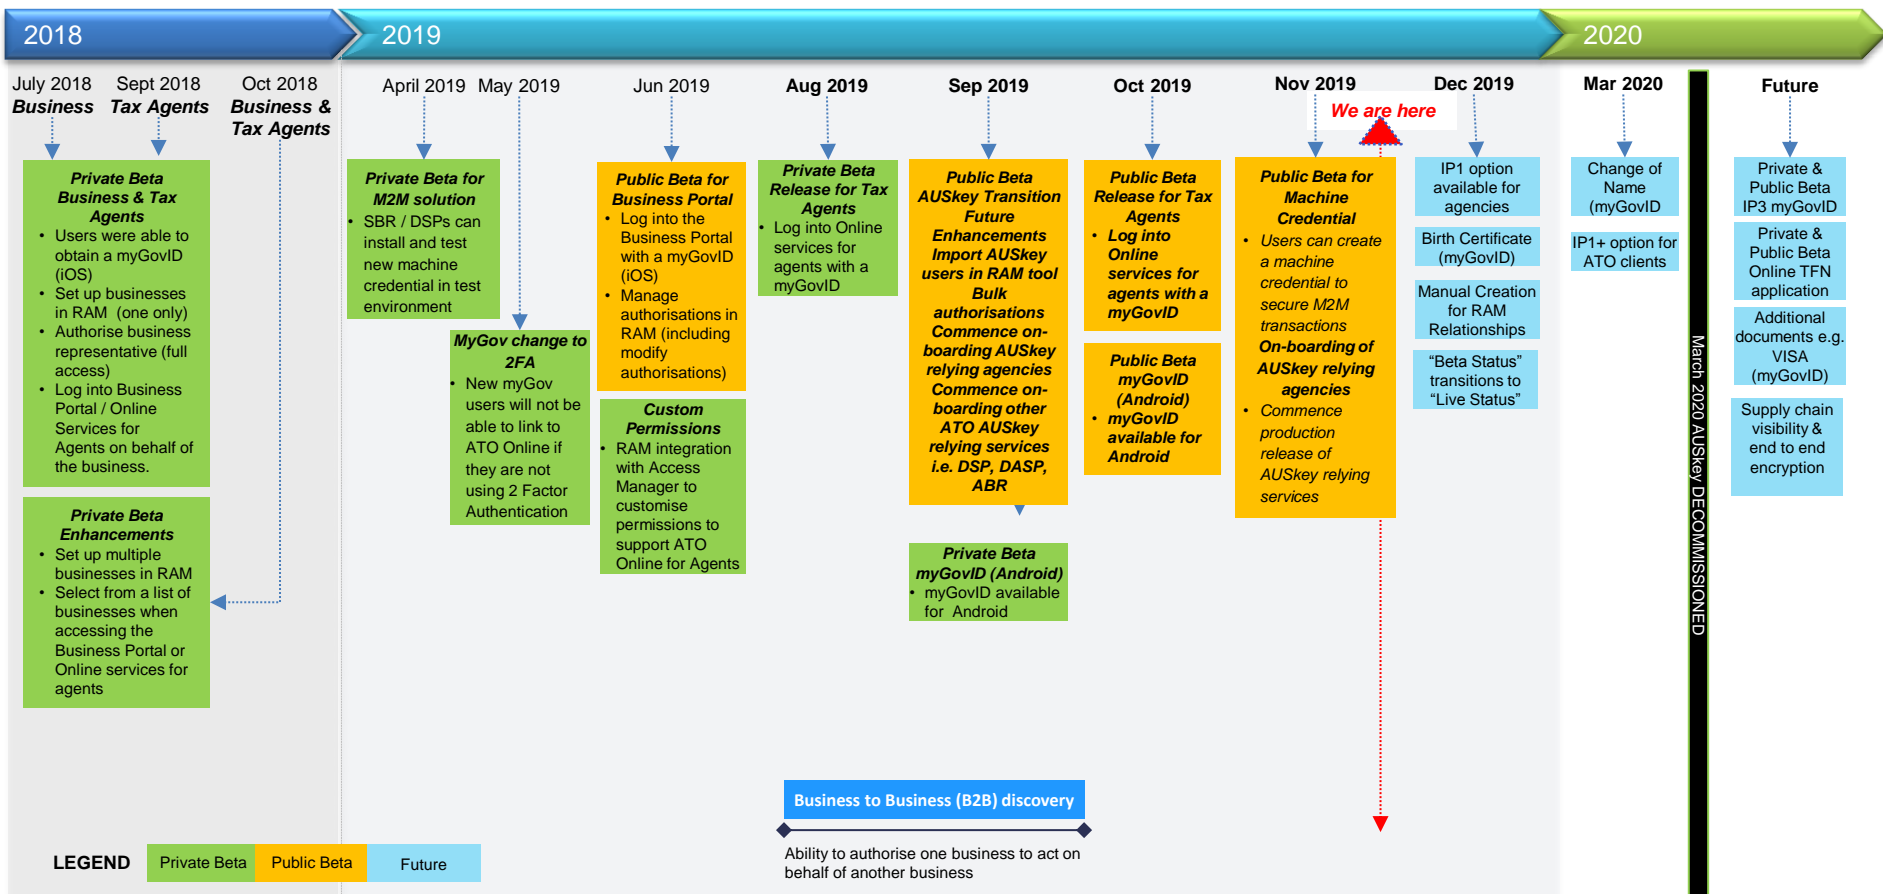 2018
2019
2020
July 2018
Business
Sept 2018
Tax Agents
Oct 2018
Business &
Tax Agents
April 2019
May 2019
Jun 2019
Aug 2019
Sep 2019
Oct 2019
Nov 2019
Dec 2019
Mar 2020
Future
We are here
Private Beta
Business & Tax
Agents
• Users were able to
obtain a myGovID
(iOS)
• Set up businesses
in RAM (one only)
• Authorise business
representative (full
access)
• Log into Business
Portal / Online
Services for
Agents on behalf of
the business.
Private Beta
Enhancements
• Set up multiple
businesses in RAM
• Select from a list of
businesses when
accessing the
Business Portal or
Online services for
agents
Private Beta for
M2M solution
• SBR / DSPs can
install and test
new machine
credential in test
environment
MyGov change to
2FA
• New myGov
users will not be
able to link to
ATO Online if
they are not
using 2 Factor
Authentication
Public Beta for
Business Portal
• Log into the
Business Portal
with a myGovID
(iOS)
• Manage
authorisations in
RAM (including
modify
authorisations)
Custom
Permissions
• RAM integration
with Access
Manager to
customise
permissions to
support ATO
Online for Agents
Private Beta
Release for Tax
Agents
• Log into Online
services for
agents with a
myGovID
Public Beta
AUSkey Transition
Future
Enhancements
Import AUSkey
users in RAM tool
Bulk
authorisations
Commence on-
boarding AUSkey
relying agencies
Commence on-
boarding other
ATO AUSkey
relying services
i.e. DSP, DASP,
ABR
Private Beta
myGovID (Android)
• myGovID available
for Android
Public Beta
Release for Tax
Agents
• Log into
Online
services for
agents with a
myGovID
Public Beta
myGovID
(Android)
• myGovID
available for
Android
Public Beta for
Machine
Credential
• Users can create
a machine
credential to
secure M2M
transactions
On-boarding of
AUSkey relying
agencies
• Commence
production
release of
AUSkey relying
services
IP1 option
available for
agencies
Birth Certificate
(myGovID)
Manual Creation
for RAM
Relationships
“Beta Status”
transitions to
“Live Status”
Change of
Name
(myGovID
IP1+ option for
ATO clients
March 2020 AUSkey DECOMMISSIONED
Private &
Public Beta
IP3 myGovID
Private &
Public Beta
Online TFN
application
Additional
documents e.g.
VISA
(myGovID)
Supply chain
visibility &
end to end
encryption
Business to Business (B2B) discovery
Ability to authorise one business to act on
behalf of another business
LEGEND
Private Beta
Public Beta
Future